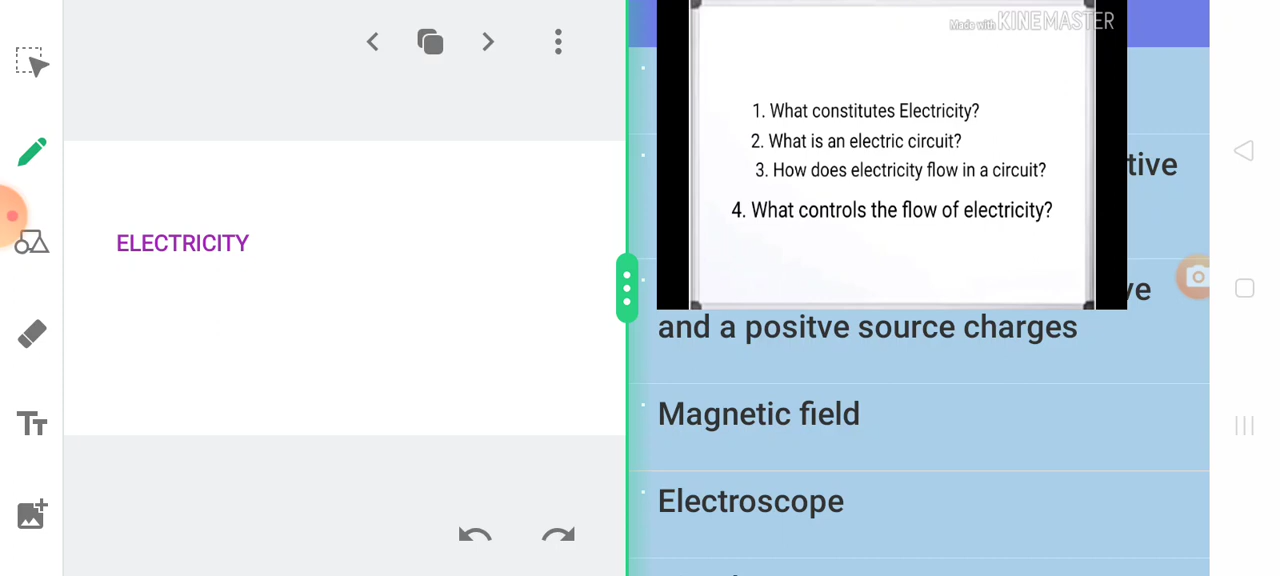 ELECTRICITY
Made with KINEMASTER
1. What constitutes Electricity?
2. What is an electric circuit?
3. How does electricity flow in a circuit?
4. What controls the flow of electricity?
tive
ve
and a positve source charges
Magnetic field
Electroscope
Tт